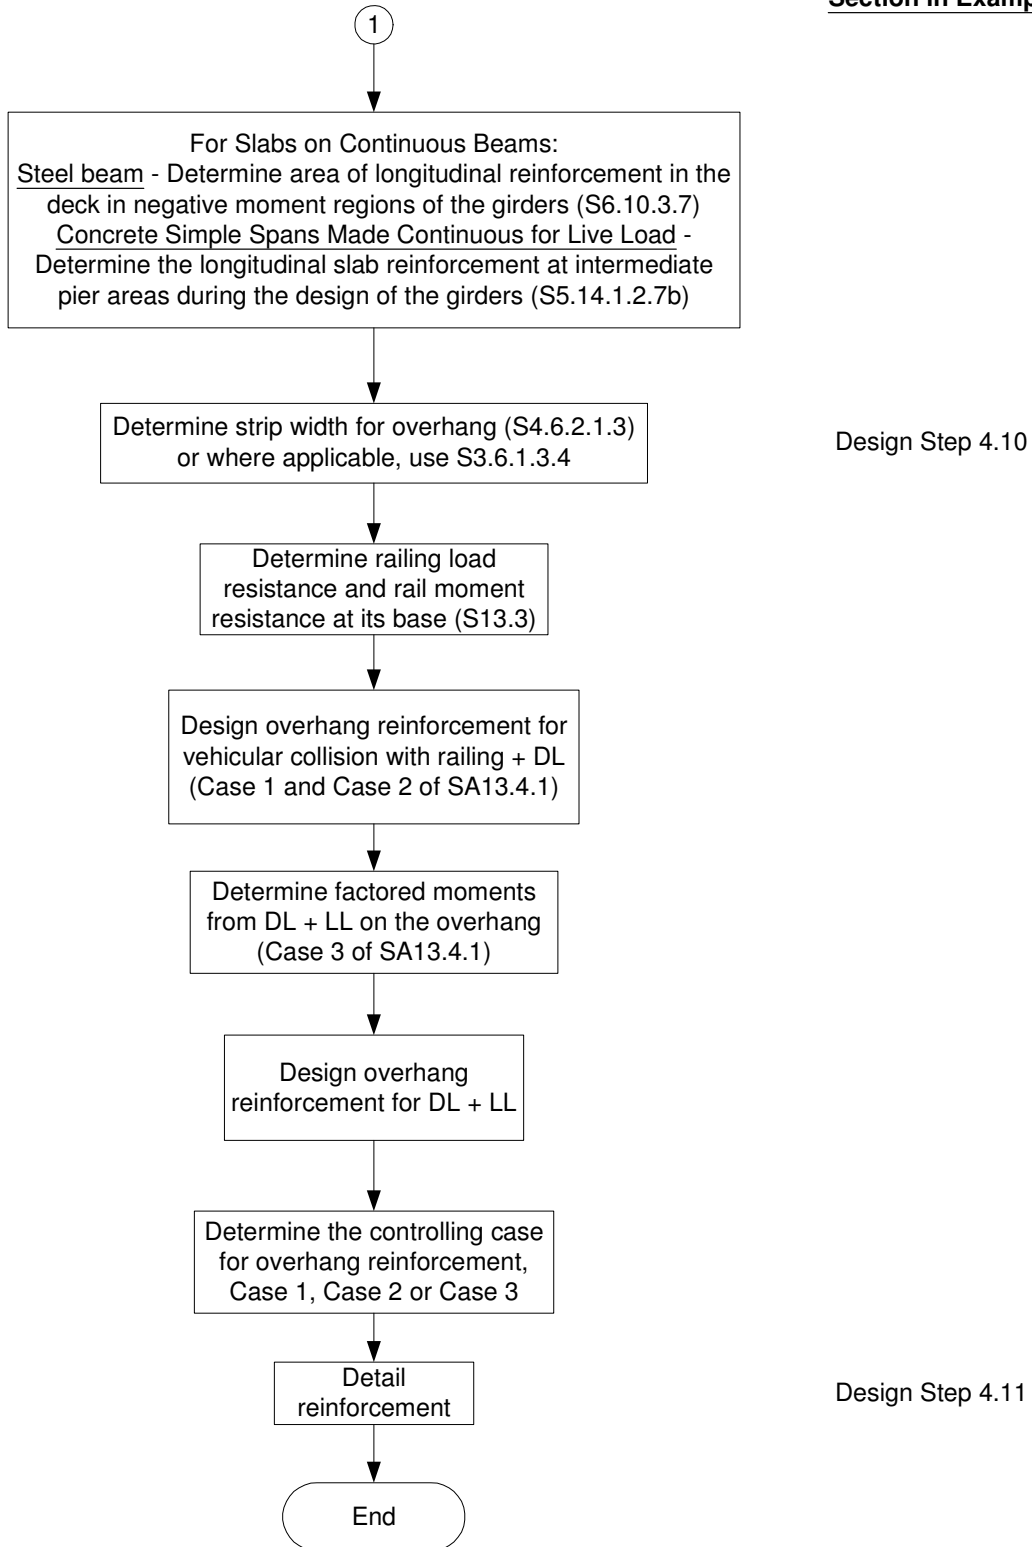 Section in Examp
1
For Slabs on Continuous Beams:
Steel beam - Determine area of longitudinal reinforcement in the
deck in negative moment regions of the girders (S6.10.3.7)
Concrete Simple Spans Made Continuous for Live Load -
Determine the longitudinal slab reinforcement at intermediate
pier areas during the design of the girders (S5.14.1.2.7b)
Determine strip width for overhang (S4.6.2.1.3)
or where applicable, use S3.6.1.3.4
Design Step 4.10
Determine railing load
resistance and rail moment
resistance at its base (S13.3)
Design overhang reinforcement for
vehicular collision with railing + DL
(Case 1 and Case 2 of SA13.4.1)
Determine factored moments
from DL + LL on the overhang
(Case 3 of SA13.4.1)
Design overhang
reinforcement for DL + LL
Determine the controlling case
for overhang reinforcement,
Case 1, Case 2 or Case 3
Detail
reinforcement
Design Step 4.11
End